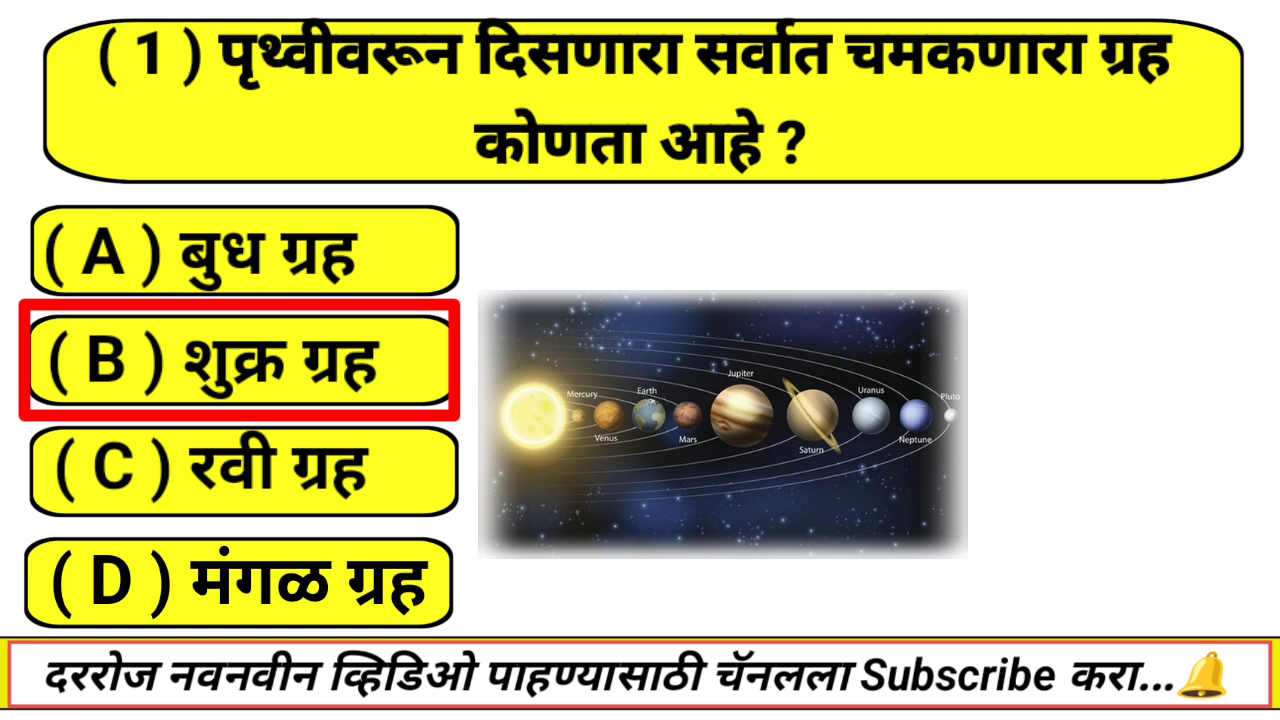 ( 1 ) पृथ्वीवरून दिसणारा सर्वात चमकणारा ग्रह
कोणता आहे ?
( A ) बुध ग्रह
( B ) शुक्र ग्रह
( C ) रवी ग्रह
( D ) मंगळ ग्रह
Mercury
Venus
Earth
Mars
Jupiter
Saturn
Uranus
Neptune
Pluto
दररोज नवनवीन व्हिडिओ पाहण्यासाठी चॅनलला Subscribe करा...🔔